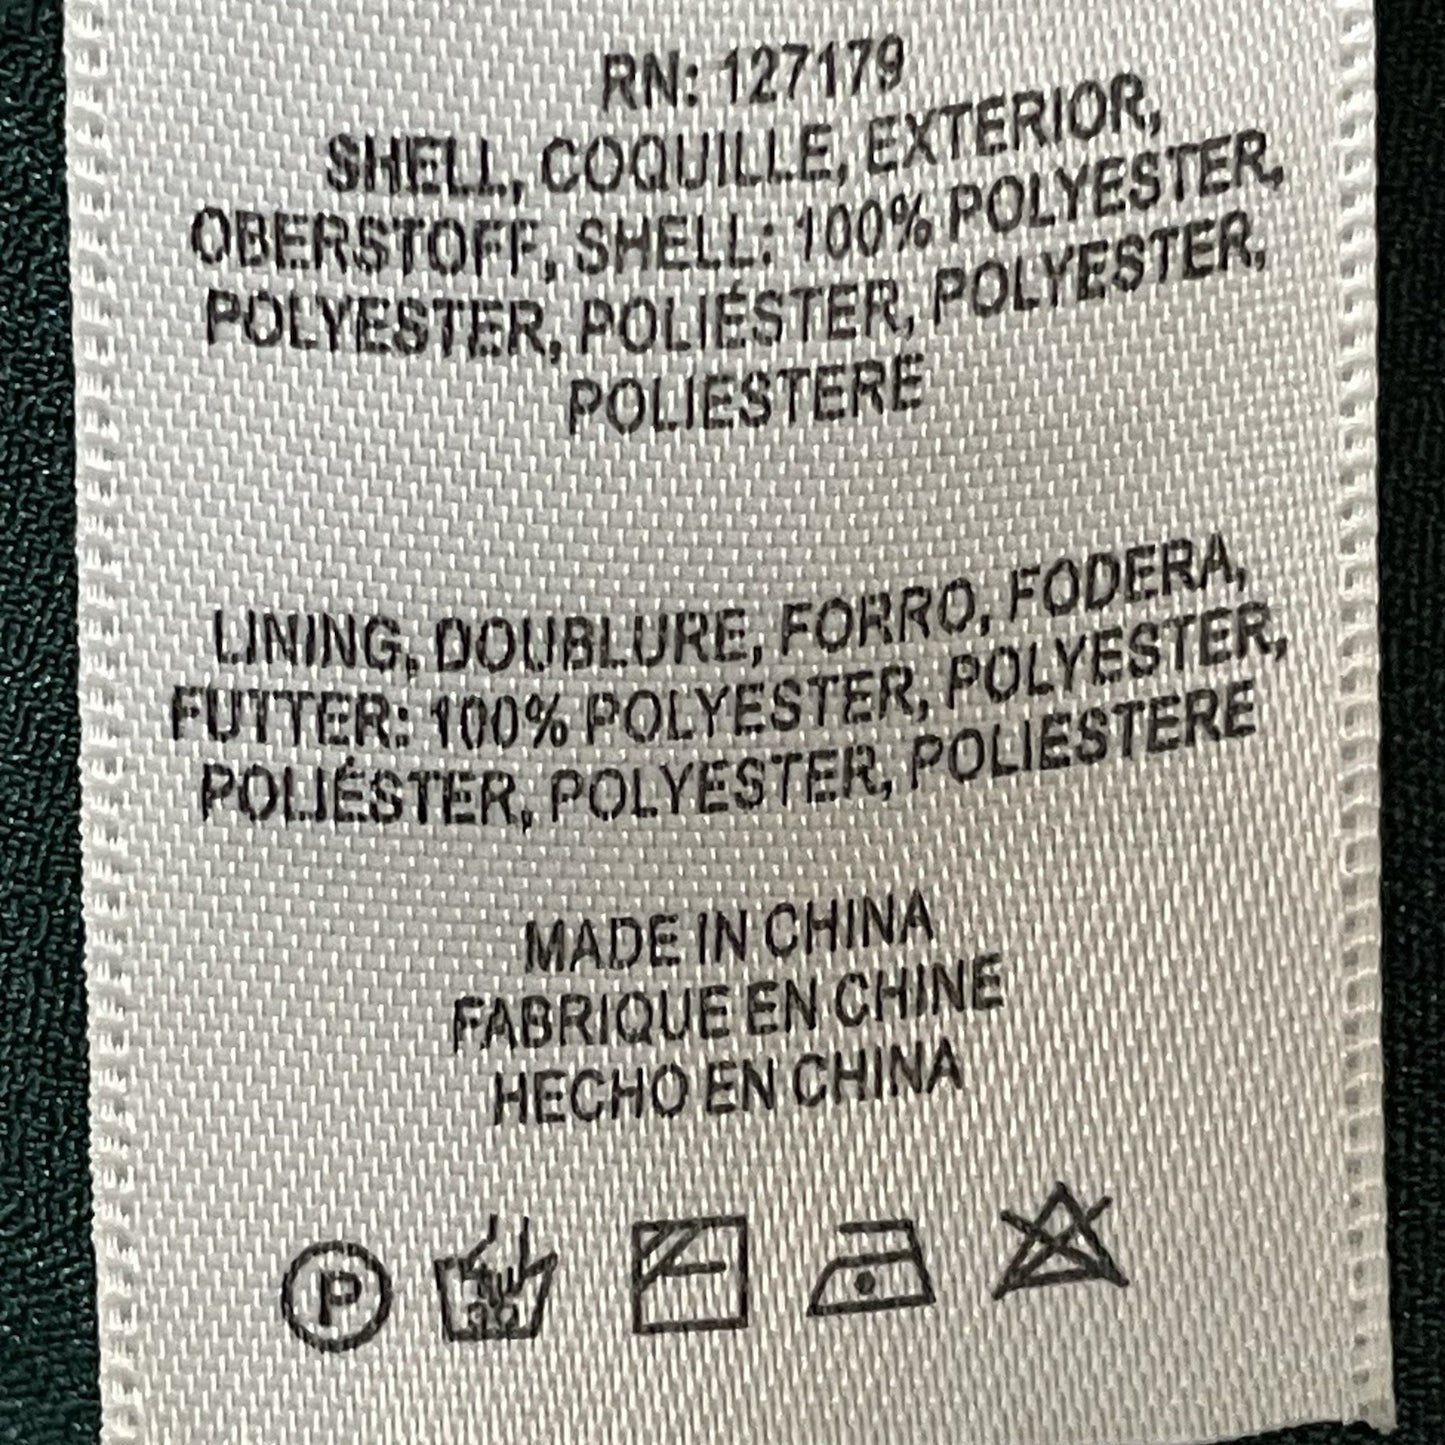 RN: 127179
SHELL, COQUILLE, EXTERIOR,
OBERSTOFF, SHELL: 100% POLYESTER,
POLYESTER, POLIÉSTER, POLYESTER,
POLIESTERE
LINING, DOUBLURE, FORRO, FODERA,
FUTTER: 100% POLYESTER, POLYESTER,
POLIÉSTER, POLYESTER, POLIESTERE
MADE IN CHINA
FABRIQUE EN CHINE
HECHO EN CHINA
P